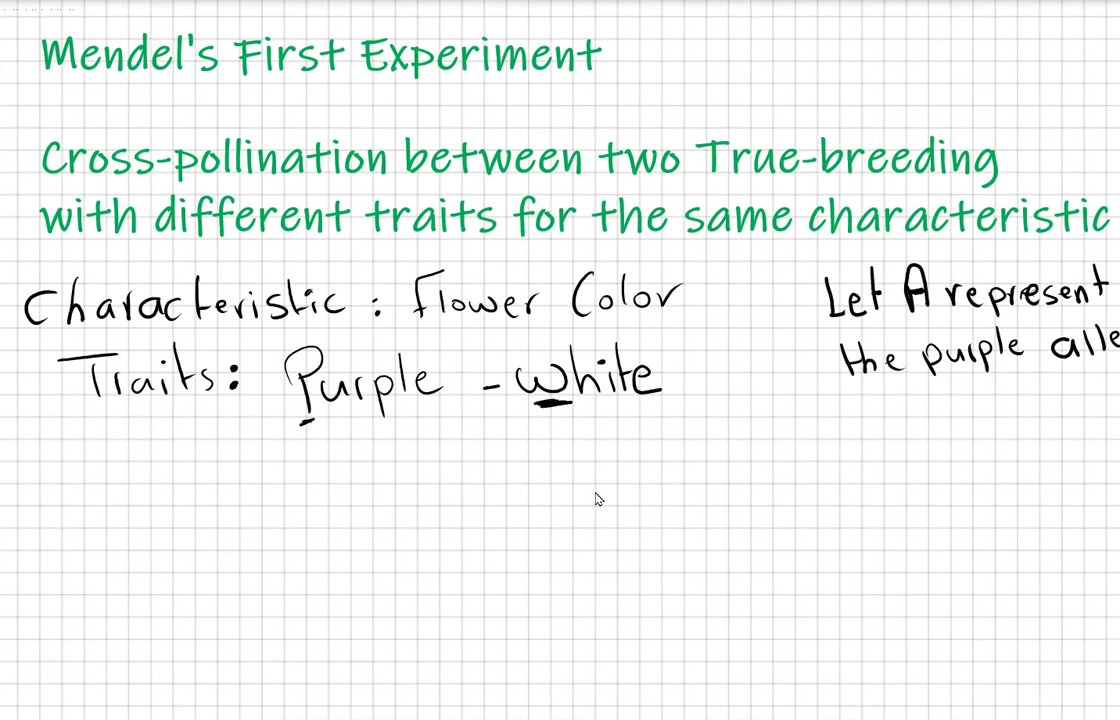 Mendel's First Experiment
Cross-pollination between two True-breeding
with different traits for the same characteristic
Characteristic : Flower Color
Let A represent
the purple alle
Traits: Purple - White